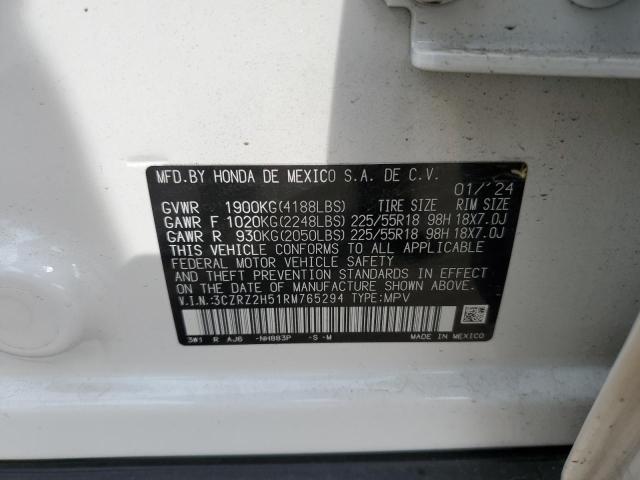 MFD.BY HONDA DE MEXICO S.A. DE C.V.
01/'24
GVWR 1900KG(4188LBS) TIRE SIZE RIM SIZE
GAWR F 1020KG(2248LBS) 225/55R18 98H 18X7.0J
GAWR R 930KG(2050LBS) 225/55R18 98H 18X7.0J
THIS VEHICLE CONFORMS TO ALL APPLICABLE
FEDERAL MOTOR VEHICLE SAFETY
AND THEFT PREVENTION STANDARDS IN EFFECT
ON THE DATE OF MANUFACTURE SHOWN ABOVE.
V.I.N.:3CZRZ2H51RM765294 TYPE:MPV
3W1 R AJ6 -NH883P -S -M MADE IN MEXICO